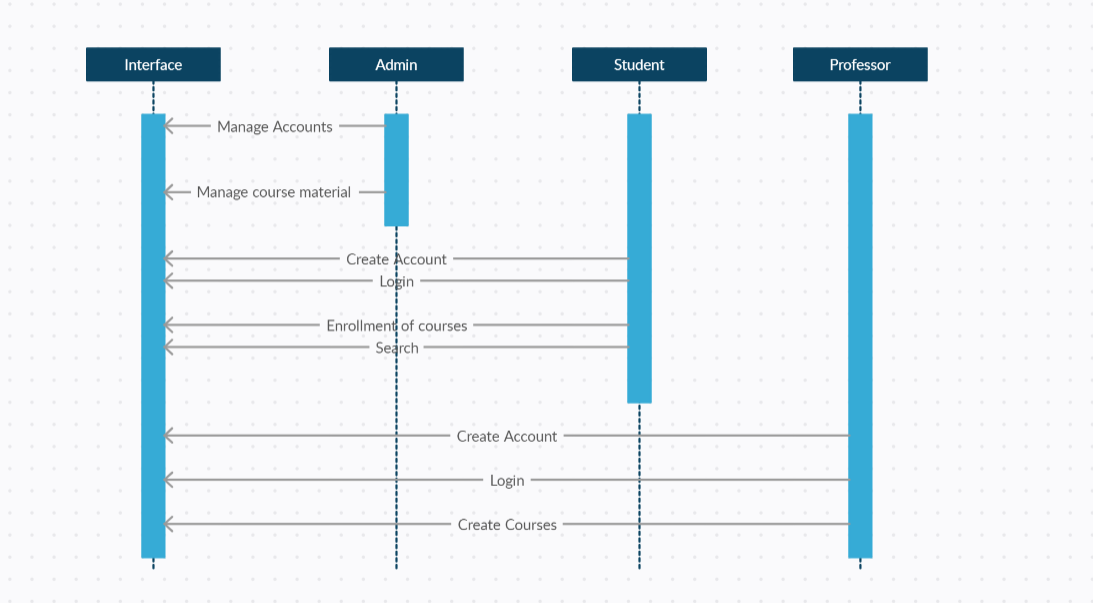 Interface
Admin
Student
Professor
Manage Accounts
Manage course material
Create Account
Login
Enrollment of courses
Search
Create Account
Login
Create Courses